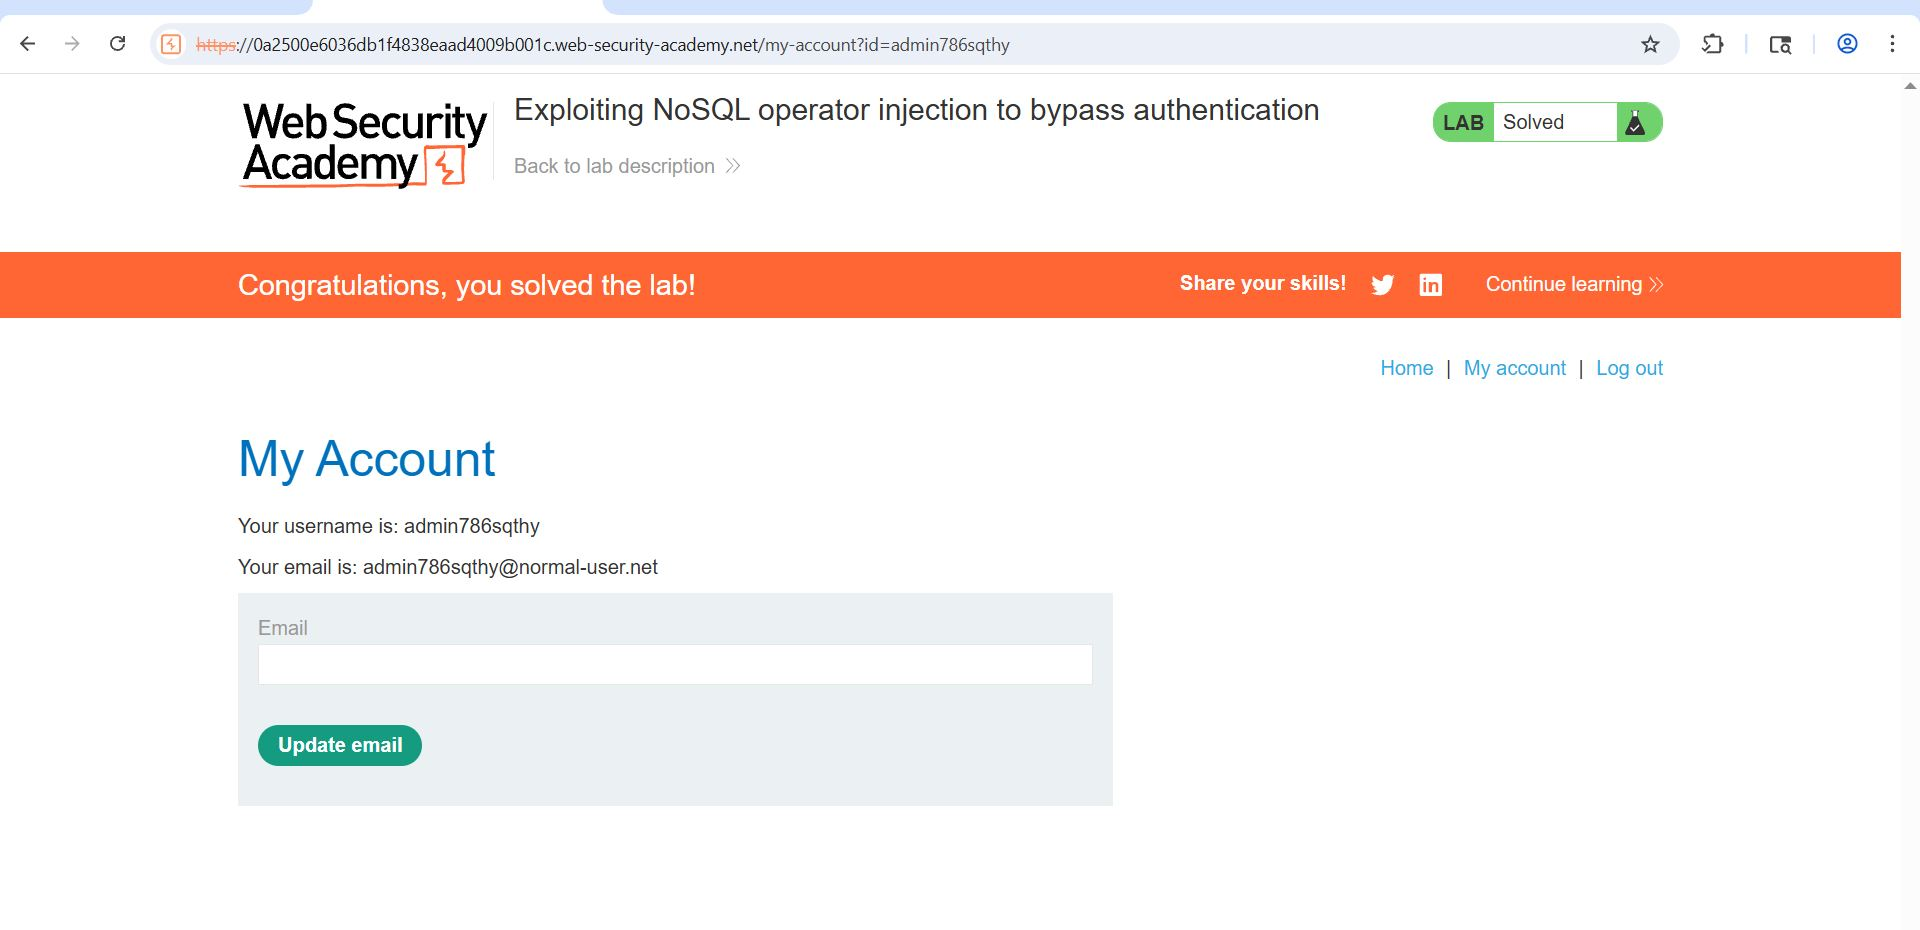 https://0a2500e6036db1f4838eaad4009b001c.web-security-academy.net/my-account?id=admin786sqthy
Web Security
Academy
Exploiting NoSQL operator injection to bypass authentication
Back to lab description
LAB Solved
Congratulations, you solved the lab!
Share your skills!
Continue learning
Home | My account | Log out
My Account
Your username is: admin786sqthy
Your email is: admin786sqthy@normal-user.net
Email
Update email